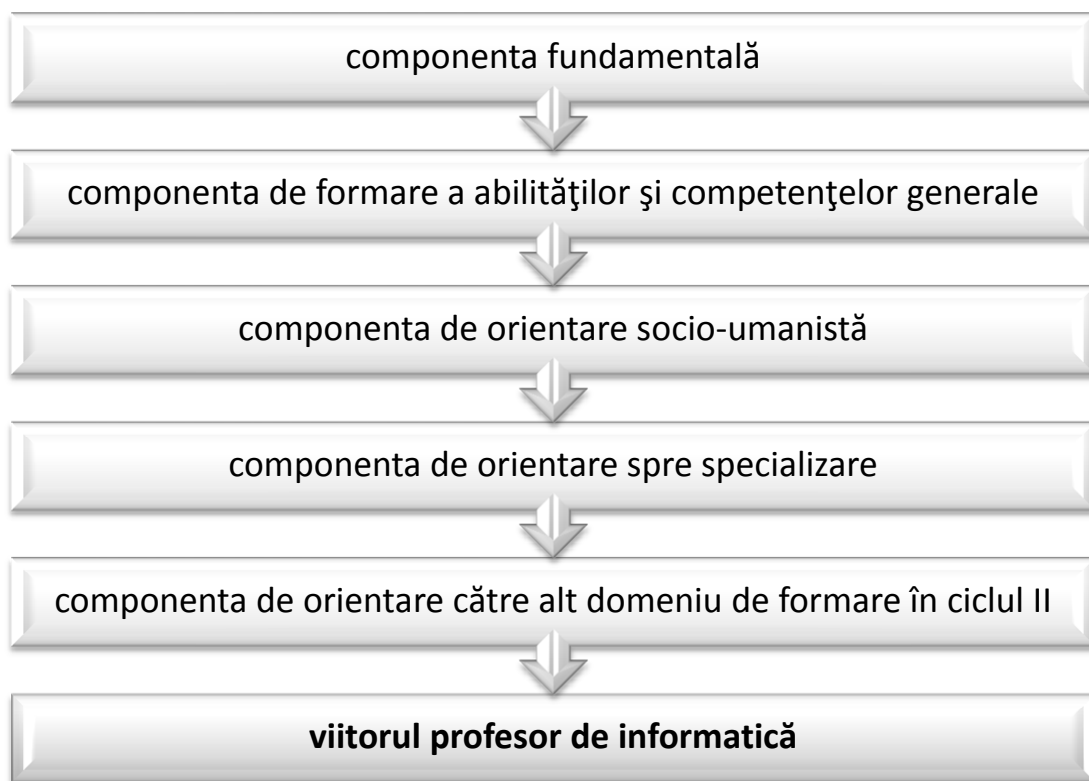 componenta fundamentală
componenta de formare a abilităţilor şi competenţelor generale
componenta de orientare socio-umanistă
componenta de orientare spre specializare
componenta de orientare către alt domeniu de formare în ciclul II
viitorul profesor de informatică